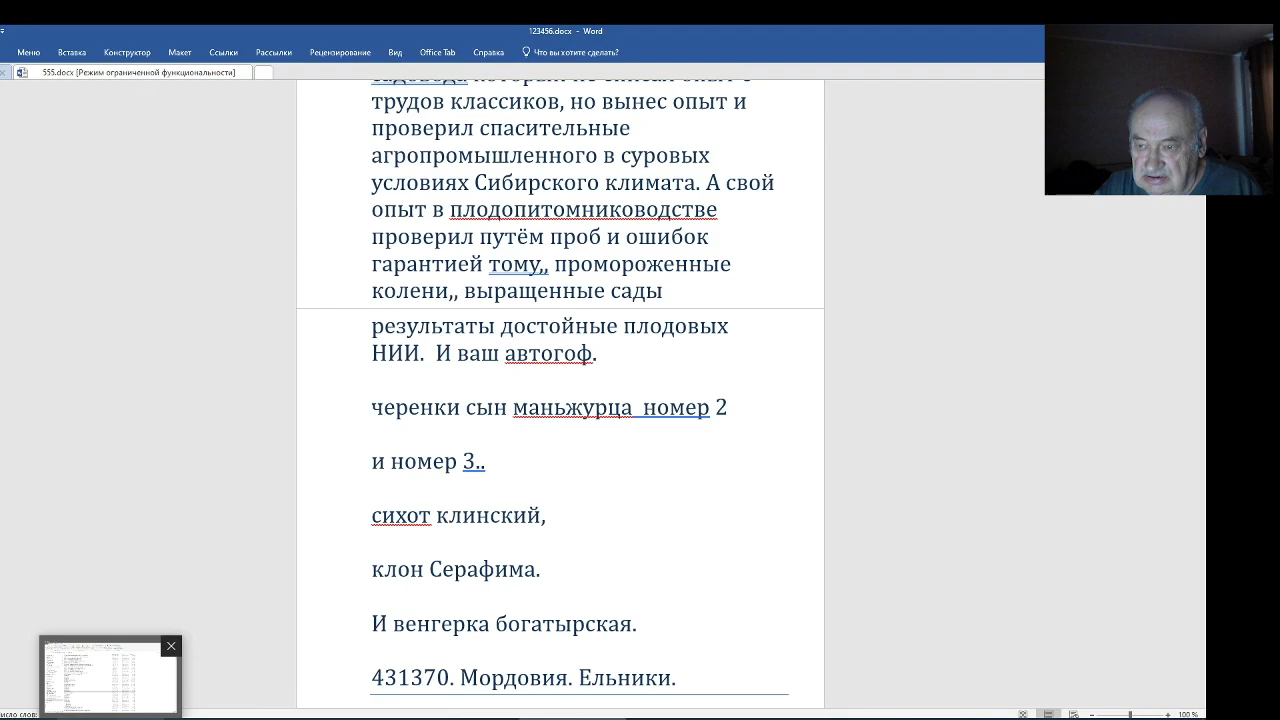 123456.docx - Word
Меню Вставка Конструктор Макет Ссылки Рассылки Рецензирование Вид Office Tab Справка Что вы хотите сделать?
555.docx [Режим ограниченной функциональности]
трудов классиков, но вынес опыт и
проверил спасительные
агропромышленного в суровых
условиях Сибирского климата. А свой
опыт в плодопитомниководстве
проверил путём проб и ошибок
гарантией тому,, промороженные
колени,, выращенные сады
результаты достойные плодовых
НИИ. И ваш автогоф.
черенки сын маньжурца номер 2
и номер 3..
сихот клинский,
клон Серафима.
И венгерка богатырская.
431370. Мордовия. Ельники.
число слов:
100 %